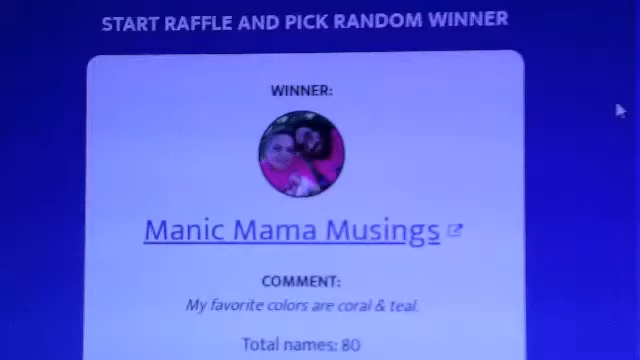 START RAFFLE AND PICK RANDOM WINNER
WINNER:
Manic Mama Musings
COMMENT:
My favorite colors are coral & teal.
Total names: 80